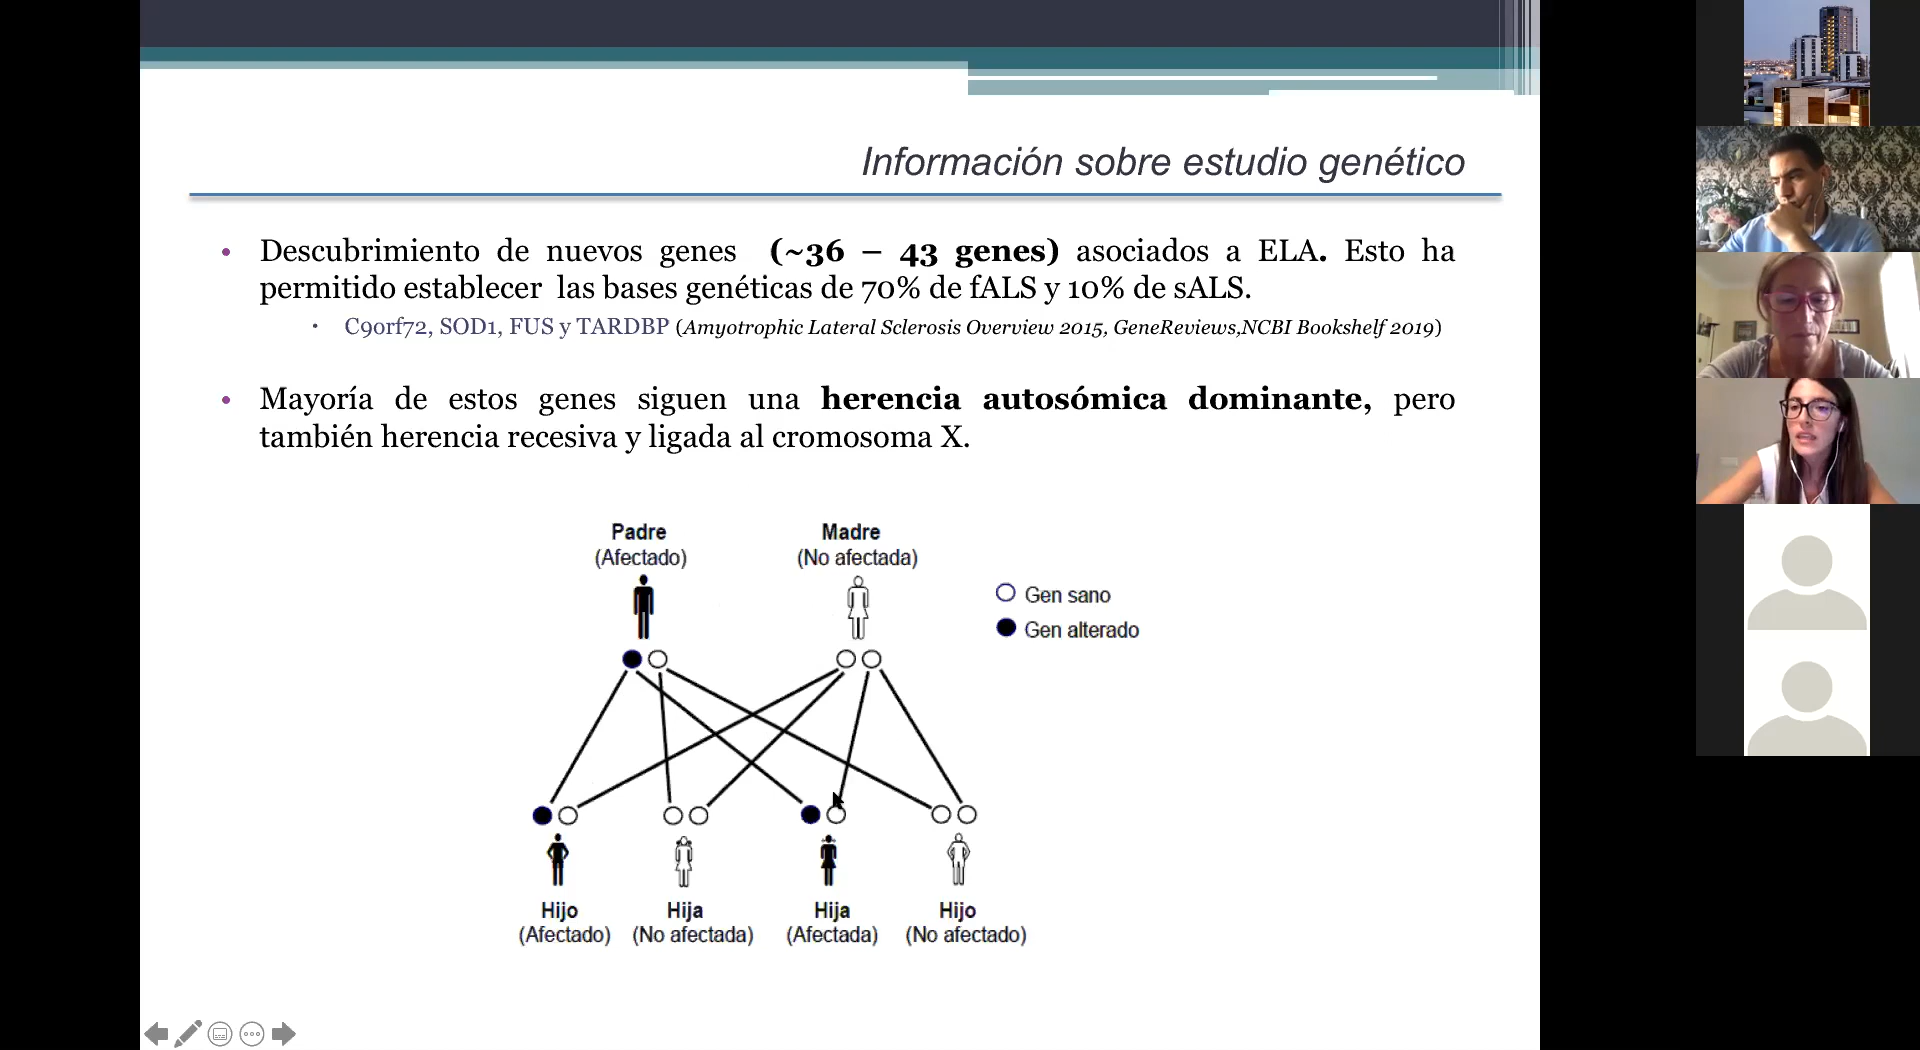 Información sobre estudio genético
• Descubrimiento de nuevos genes (~36 – 43 genes) asociados a ELA. Esto ha
permitido establecer las bases genéticas de 70% de fALS y 10% de sALS.
• C9orf72, SOD1, FUS y TARDBP (Amyotrophic Lateral Sclerosis Overview 2015, GeneReviews,NCBI Bookshelf 2019)
• Mayoría de estos genes siguen una herencia autosómica dominante, pero
también herencia recesiva y ligada al cromosoma X.
Padre
(Afectado)
Madre
(No afectada)
Gen sano
Gen alterado
Hijo
(Afectado)
Hija
(No afectada)
Hija
(Afectada)
Hijo
(No afectado)